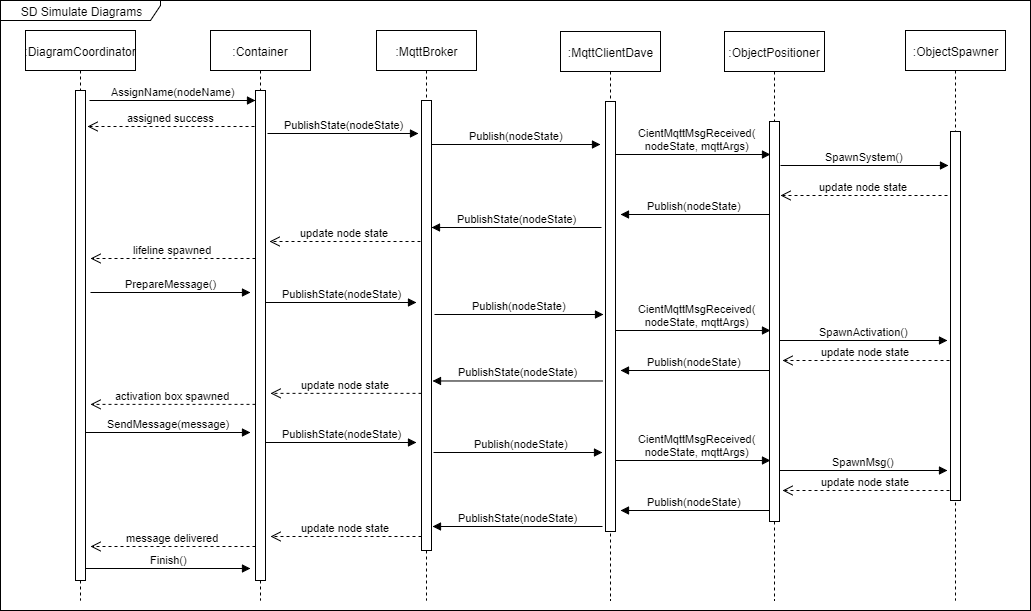 SD Simulate Diagrams
:DiagramCoordinator
:Container
:MqttBroker
:MqttClientDave
:ObjectPositioner
:ObjectSpawner
AssignName(nodeName)
assigned success
PublishState(nodeState)
Publish(nodeState)
CientMqttMsgReceived(
nodeState, mqttArgs)
SpawnSystem()
update node state
Publish(nodeState)
PublishState(nodeState)
update node state
lifeline spawned
PrepareMessage()
PublishState(nodeState)
Publish(nodeState)
CientMqttMsgReceived(
nodeState, mqttArgs)
SpawnActivation()
update node state
Publish(nodeState)
PublishState(nodeState)
update node state
activation box spawned
SendMessage(message)
PublishState(nodeState)
Publish(nodeState)
CientMqttMsgReceived(
nodeState, mqttArgs)
SpawnMsg()
update node state
Publish(nodeState)
PublishState(nodeState)
update node state
message delivered
Finish()